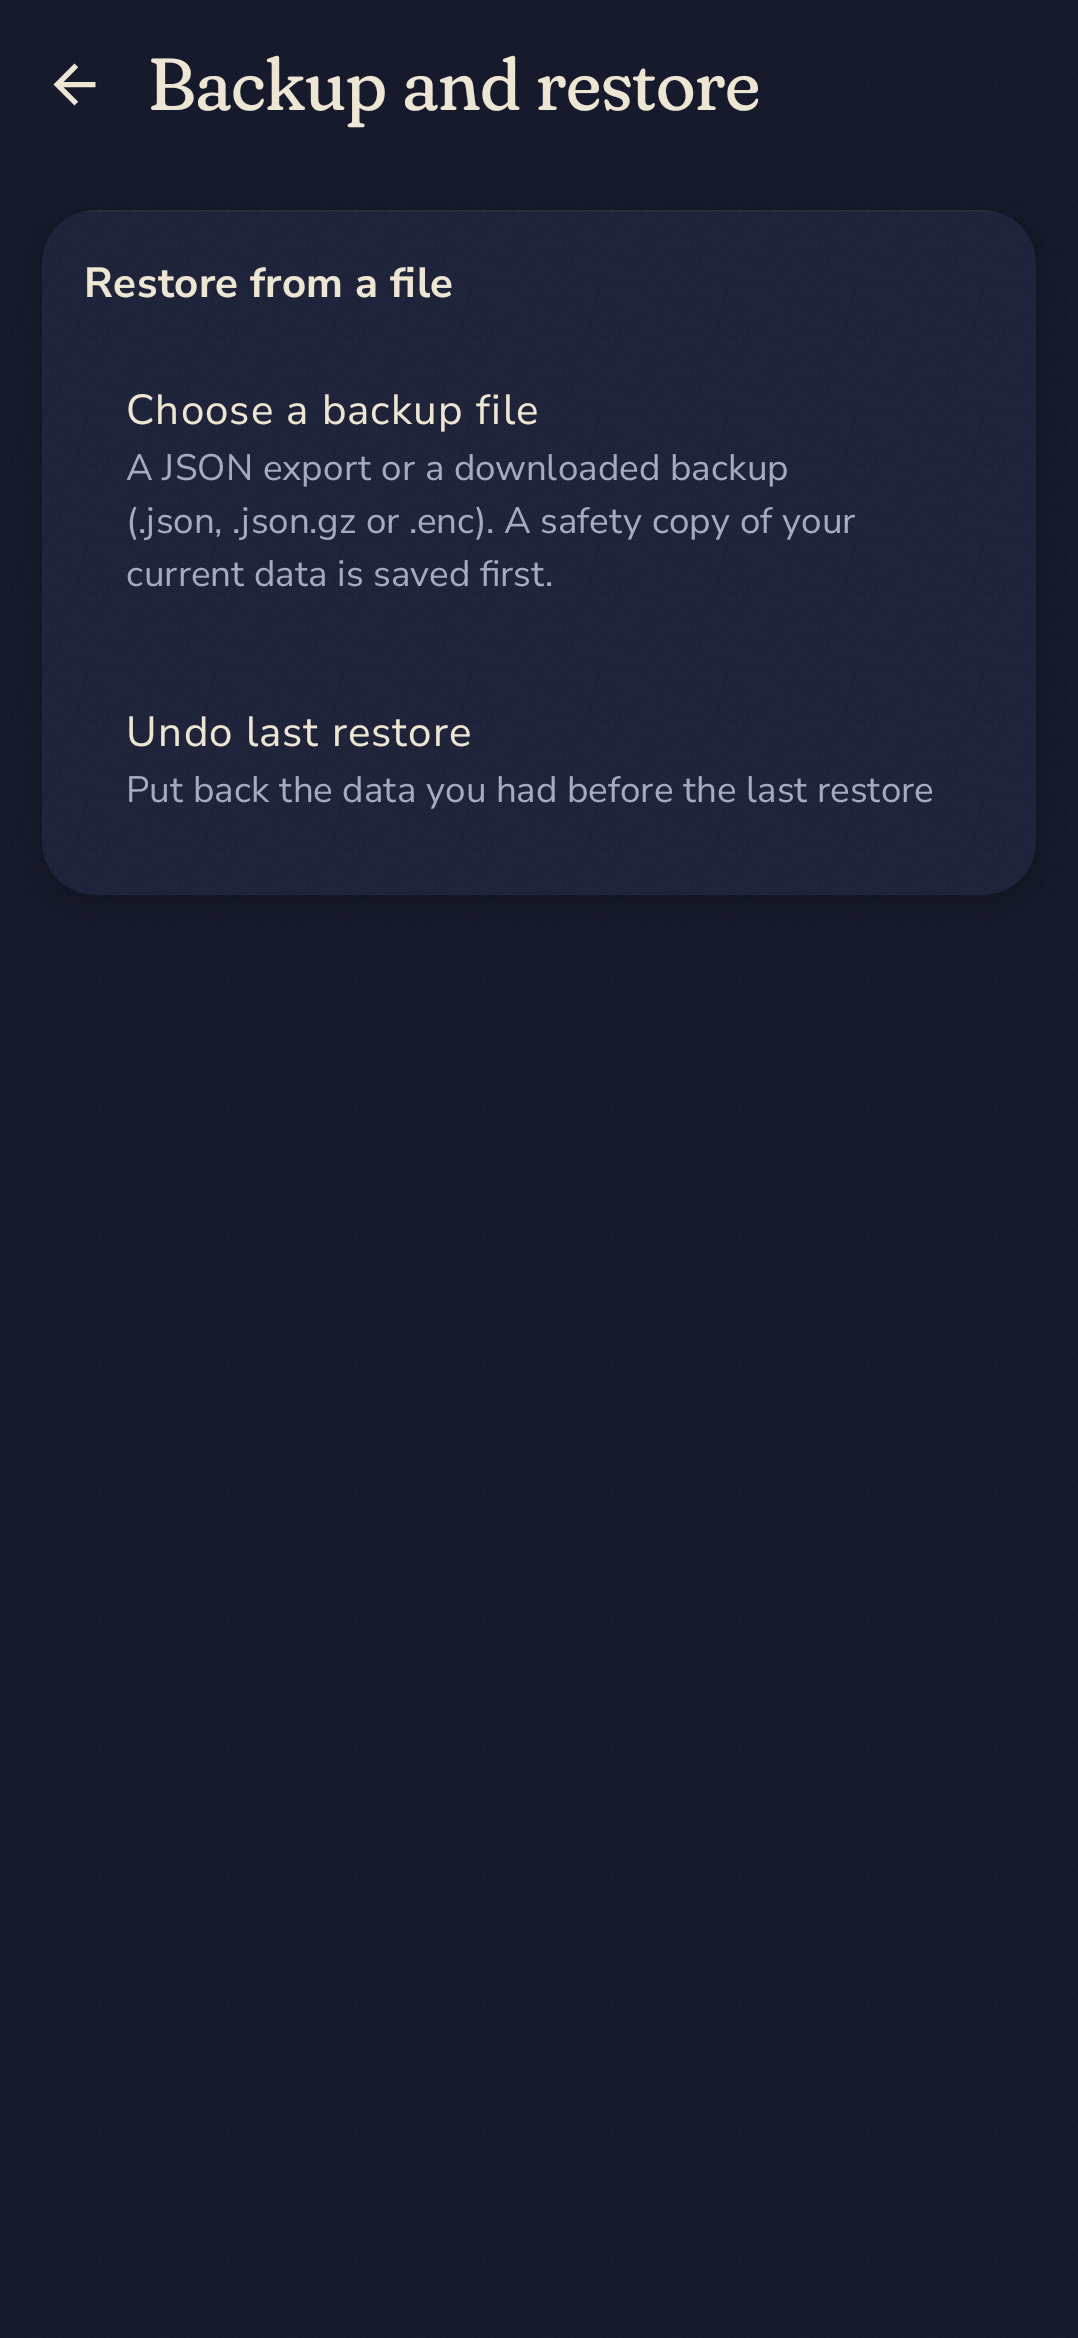 Backup and restore
Restore from a file
Choose a backup file
A JSON export or a downloaded backup
(.json, .json.gz or .enc). A safety copy of your
current data is saved first.
Undo last restore
Put back the data you had before the last restore